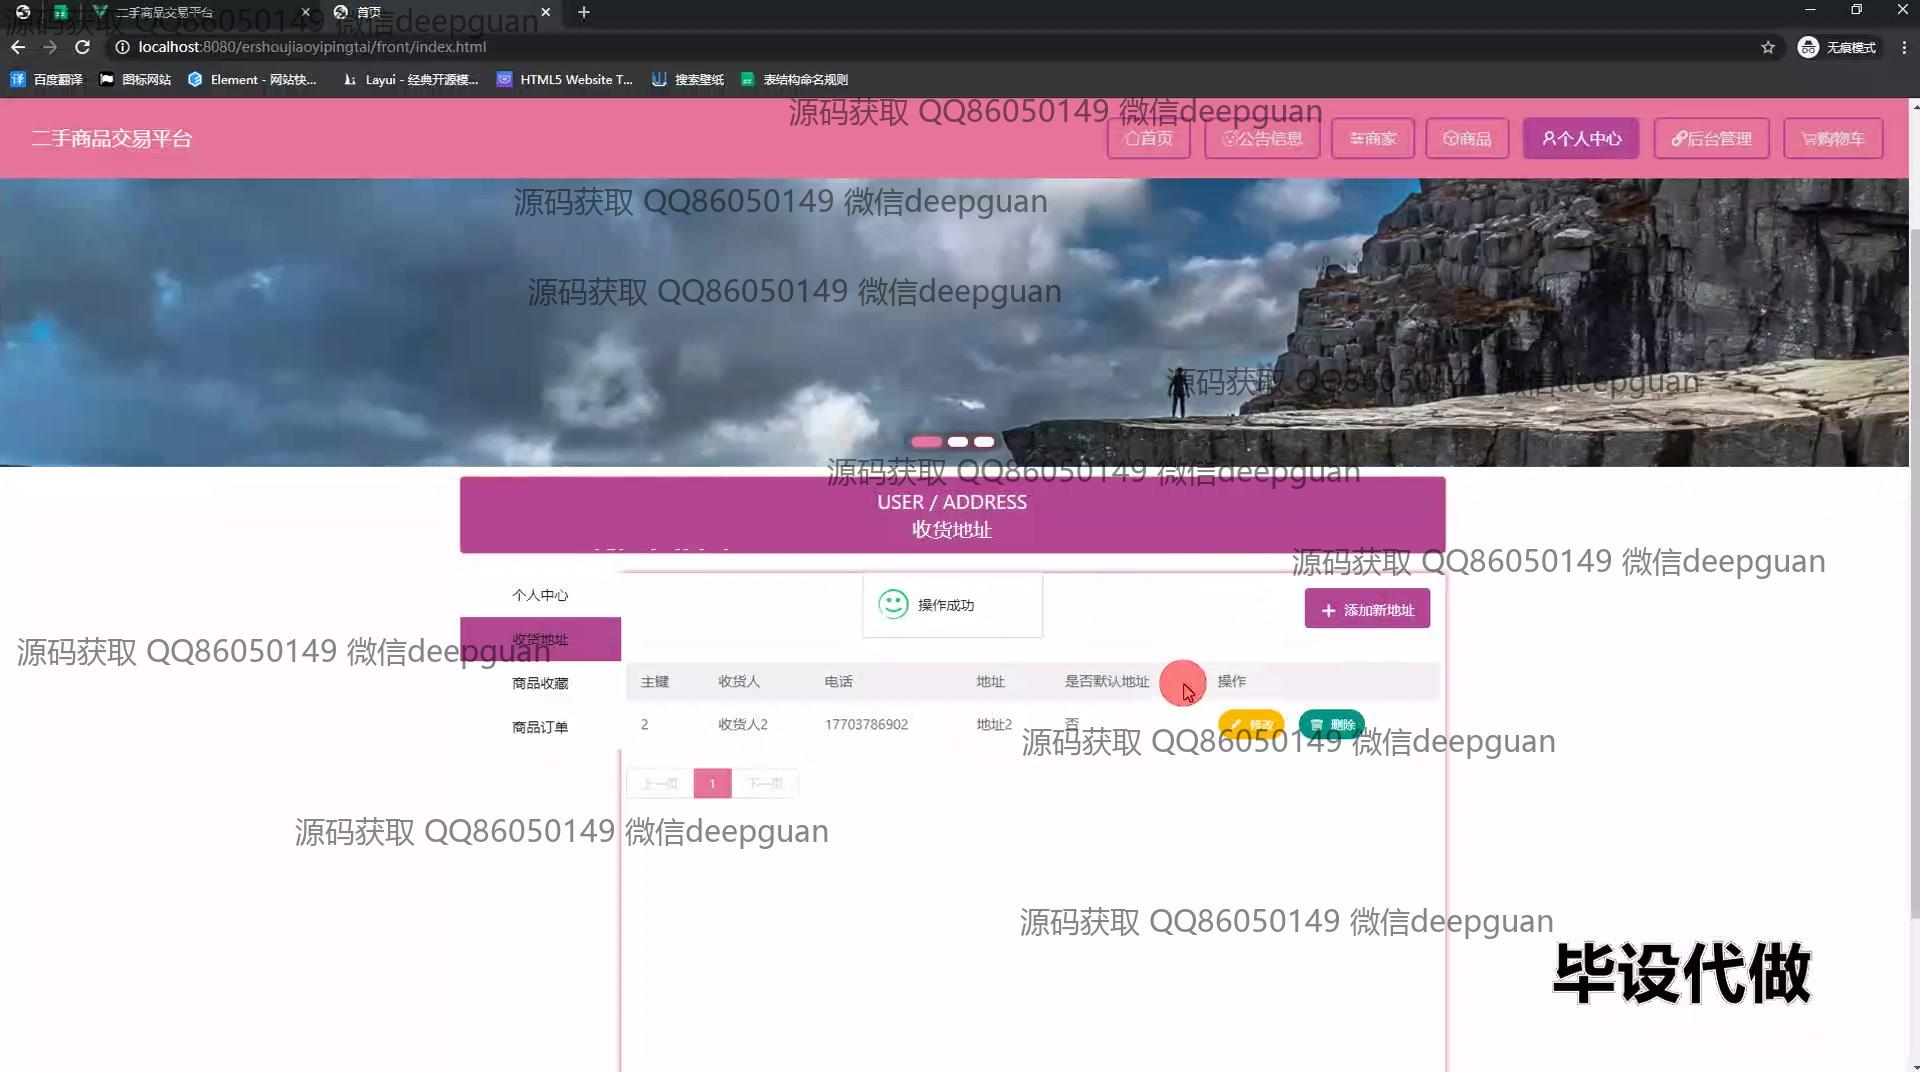 二手商品交易平台
首页
源码获取 QQ86050149 微信deepguan
localhost:8080/ershoujiaoyipingtai/front/index.html
无痕模式
百度翻译
图标网站
Element - 网站快...
Layui - 经典开源模...
HTML5 Website T...
搜索壁纸
表结构命名规则
源码获取 QQ86050149 微信deepguan
二手商品交易平台
首页
公告信息
商家
商品
个人中心
后台管理
购物车
源码获取 QQ86050149 微信deepguan
源码获取 QQ86050149 微信deepguan
源码获取 QQ86050149 微信deepguan
源码获取 QQ86050149 微信deepguan
USER / ADDRESS
收货地址
源码获取 QQ86050149 微信deepguan
个人中心
操作成功
添加新地址
收货地址
源码获取 QQ86050149 微信deepguan
商品收藏
商品订单
主键 收货人 电话 地址 是否默认地址 操作
2 收货人2 17703786902 地址2 否 修改 删除
源码获取 QQ86050149 微信deepguan
上一页 1 下一页
源码获取 QQ86050149 微信deepguan
源码获取 QQ86050149 微信deepguan
毕设代做